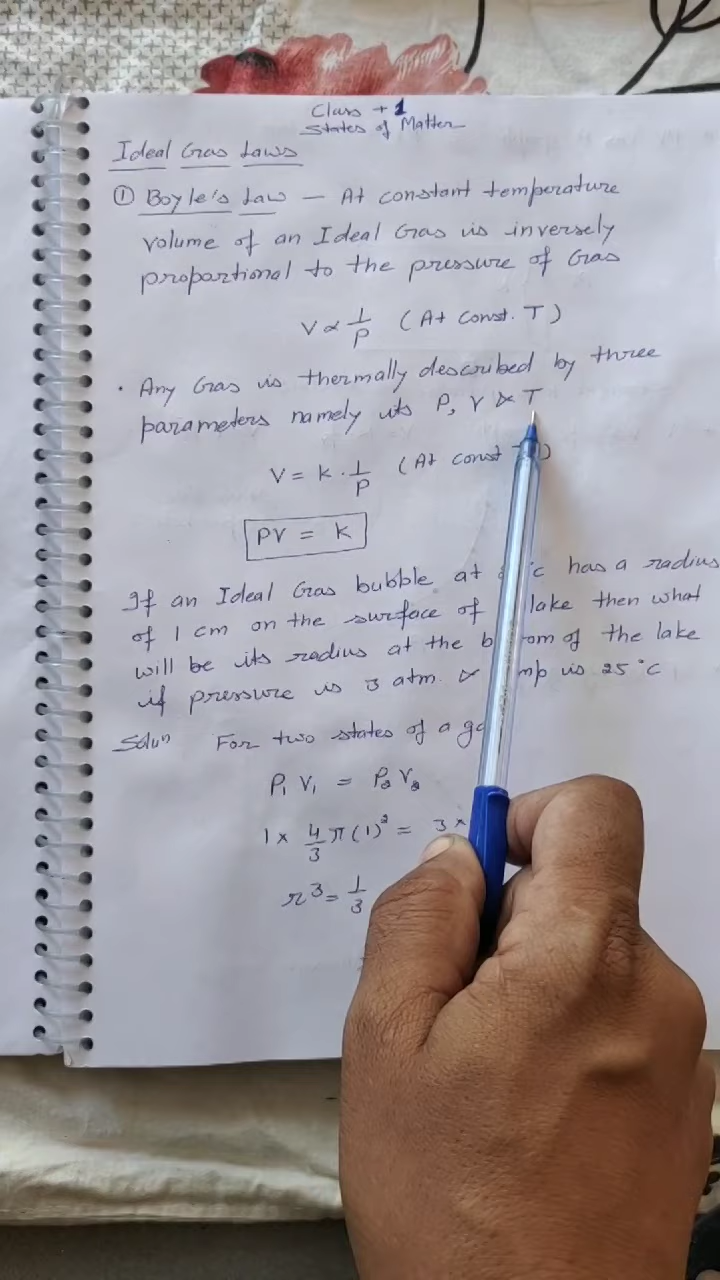 Class + 1
States of Matter
Ideal Gas Laws
① Boyle's Law — At constant temperature
volume of an Ideal Gas is inversely
proportional to the pressure of Gas
V ∝ 1/P (At Const. T)
· Any Gas is thermally described by three
parameters namely its P, V & T
V = K · 1/P (At const )
PV = K
If an Ideal Gas bubble at °C has a radius
of 1 cm on the surface of lake then what
will be its radius at the b om of the lake
if pressure is 3 atm. & mp is 25 °C
Solun For two states of a ga
P₁ V₁ = P₂ V₂
1 × 4/3 π (1)³ = 3 ×
r³ = 1/3